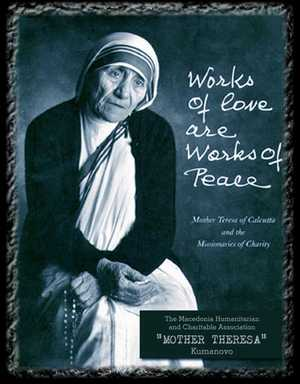 Works
Of love
are
Works of
Peace
Mother Teresa of Calcutta
and the
Missionaries of Charity
The Macedonia Humanitarian
and Charitable Association
"MOTHER THERESA"
Kumanovo